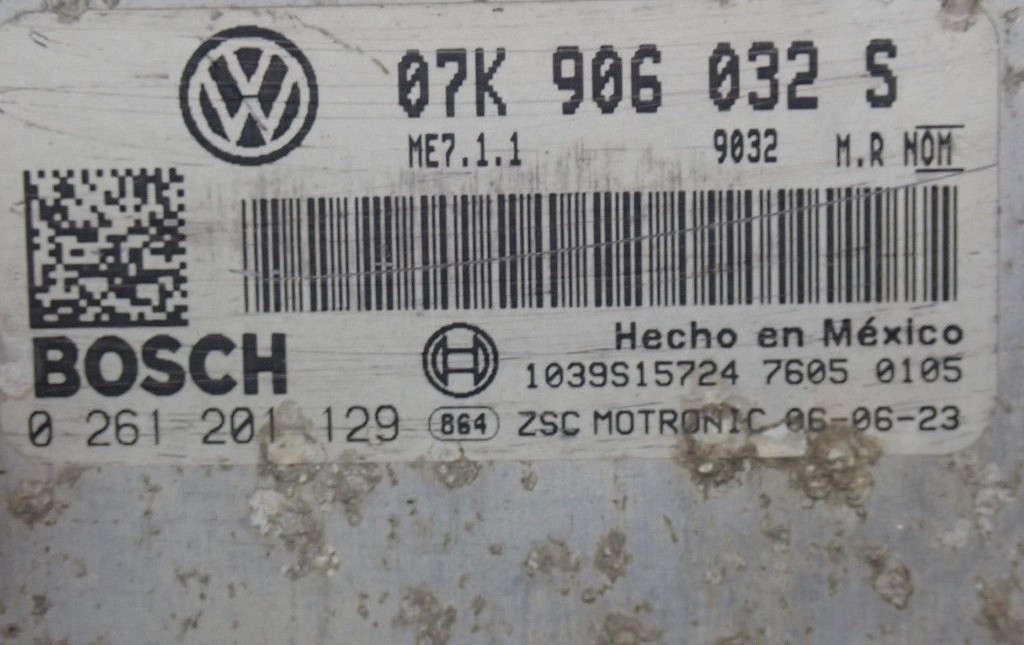 07K 906 032 S
ME7.1.1 9032 M.R NOM
Hecho en México
BOSCH 1039S15724 7605 0105
0 261 201 129 864 ZSC MOTRONIC 06-06-23